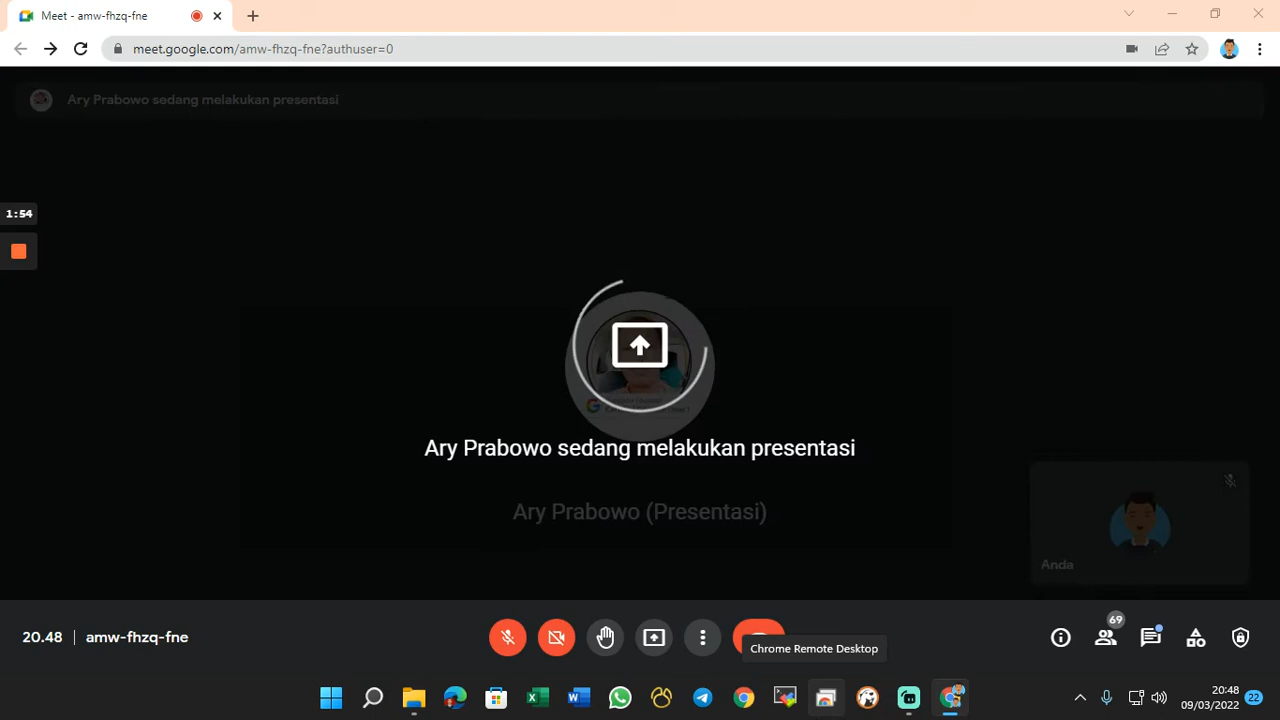 Meet - amw-fhzq-fne
meet.google.com/amw-fhzq-fne?authuser=0
Ary Prabowo sedang melakukan presentasi
1:54
Ary Prabowo sedang melakukan presentasi
Ary Prabowo (Presentasi)
Anda
20.48 | amw-fhzq-fne
69
Chrome Remote Desktop
20:48
09/03/2022
22